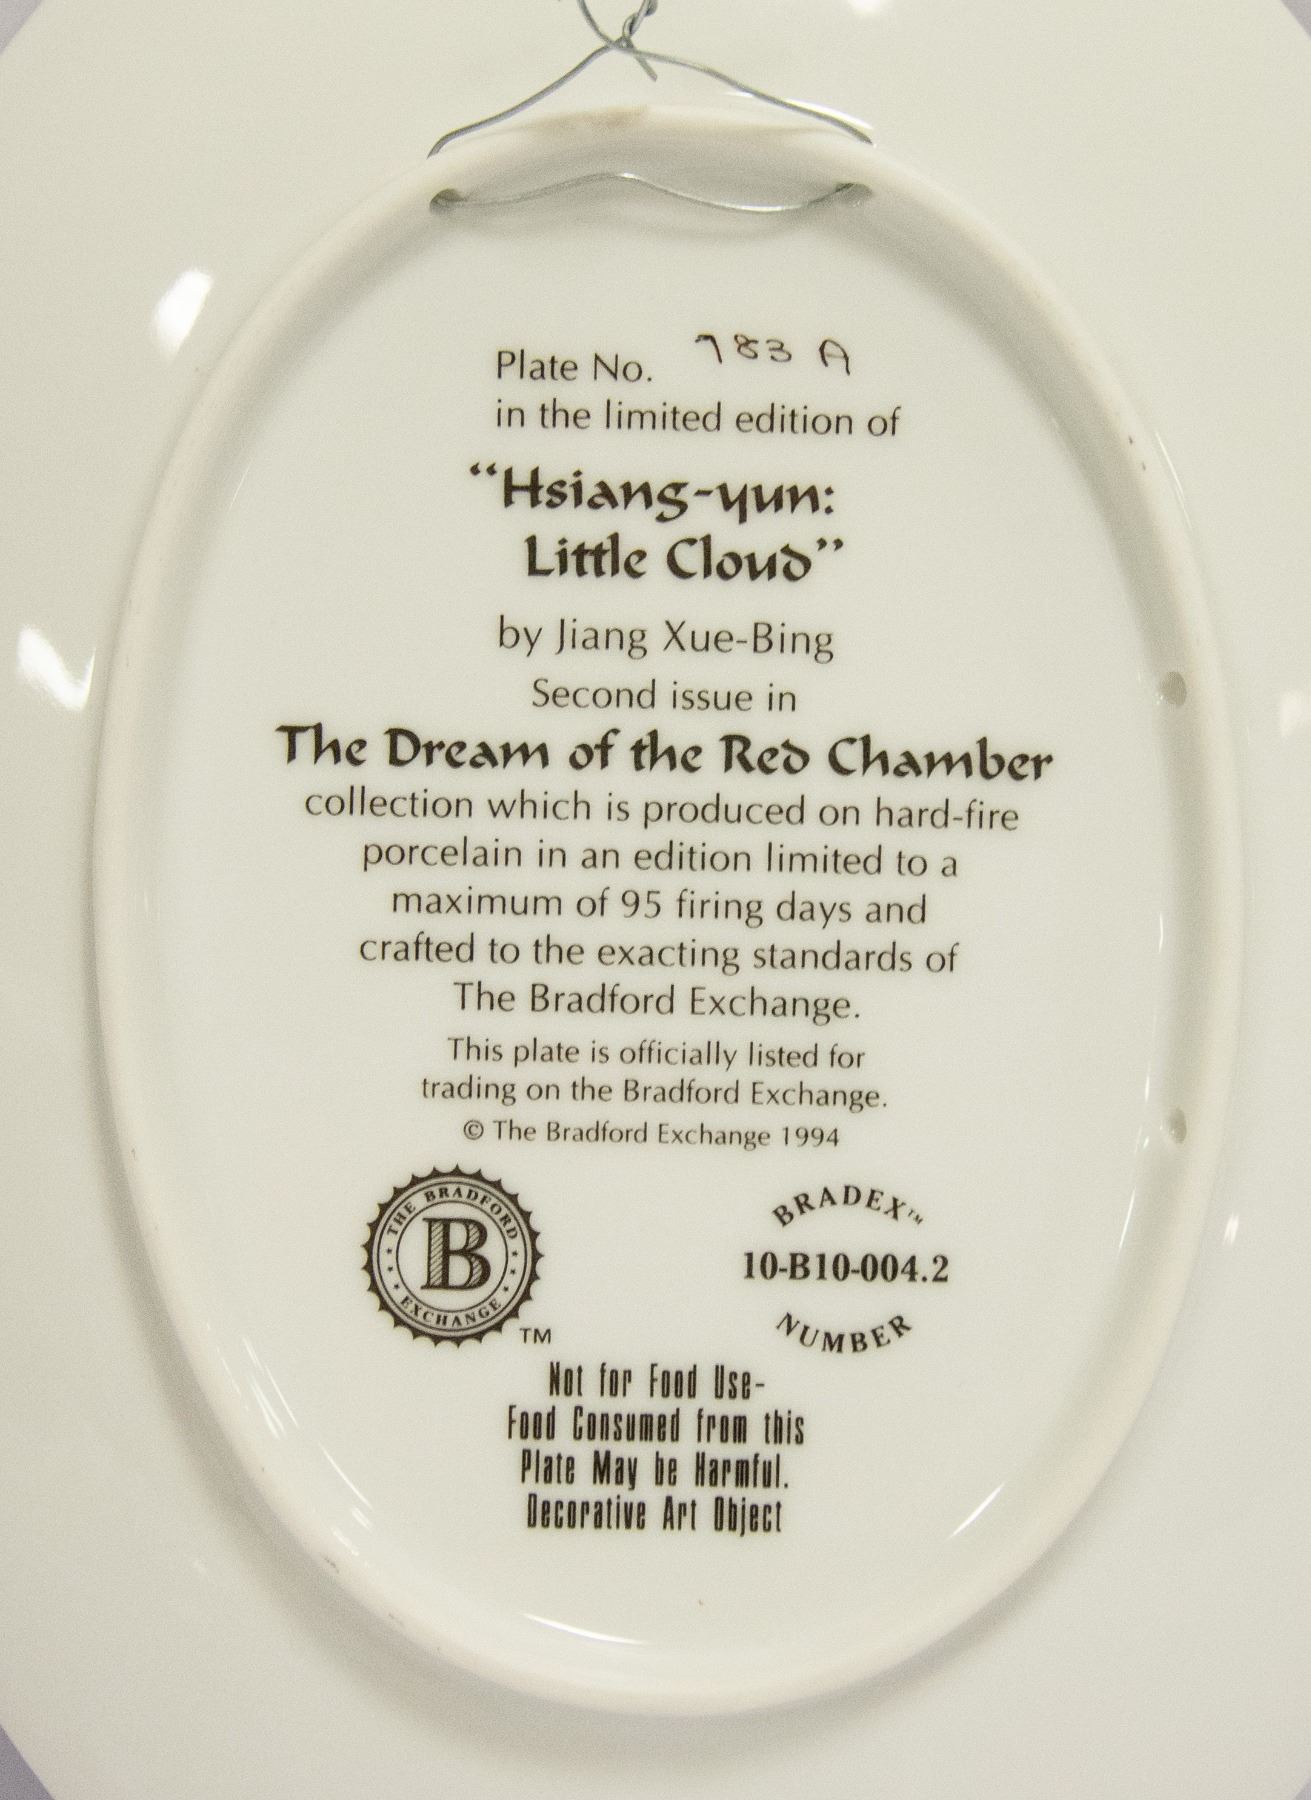 Plate No. 783 A
in the limited edition of
“Hsiang-yun:
Little Cloud”
by Jiang Xue-Bing
Second issue in
The Dream of the Red Chamber
collection which is produced on hard-fire
porcelain in an edition limited to a
maximum of 95 firing days and
crafted to the exacting standards of
The Bradford Exchange.
This plate is officially listed for
trading on the Bradford Exchange.
© The Bradford Exchange 1994
THE BRADFORD
B
EXCHANGE
TM
BRADEX™
10-B10-004.2
NUMBER
Not for Food Use-
Food Consumed from this
Plate May be Harmful.
Decorative Art Object